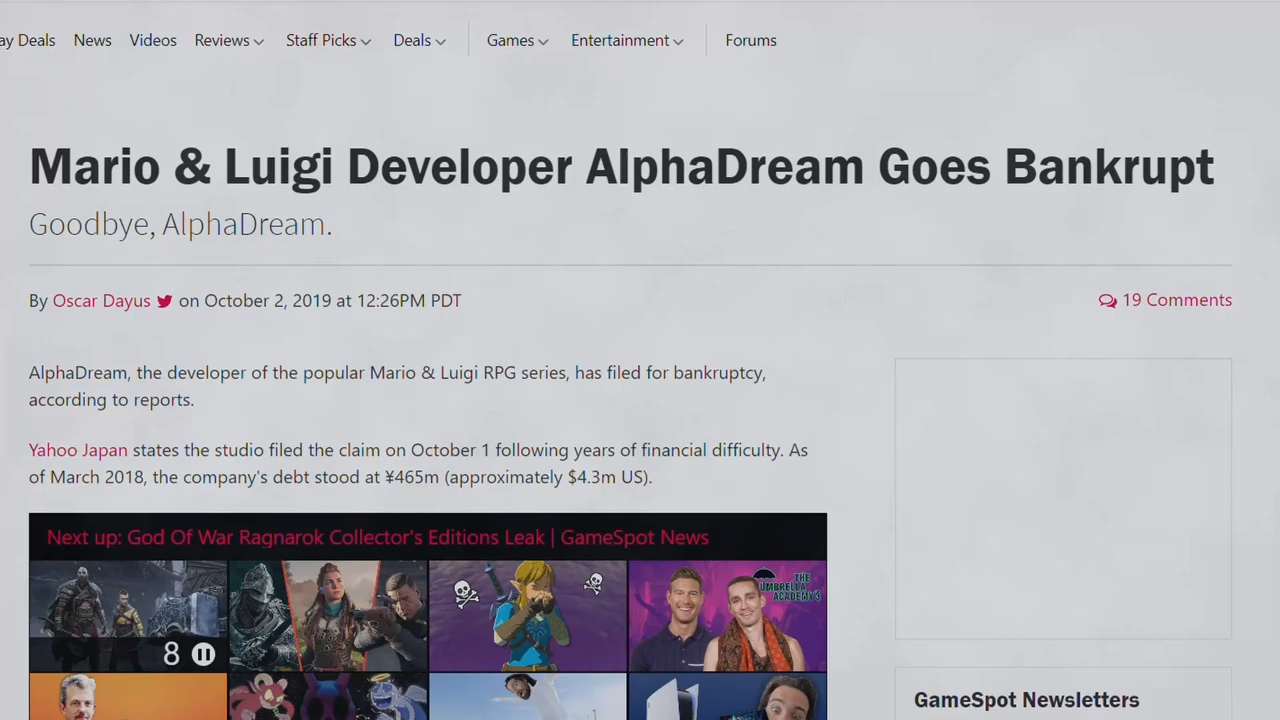 ay Deals News Videos Reviews Staff Picks Deals Games Entertainment Forums
Mario & Luigi Developer AlphaDream Goes Bankrupt
Goodbye, AlphaDream.
By Oscar Dayus on October 2, 2019 at 12:26PM PDT
19 Comments
AlphaDream, the developer of the popular Mario & Luigi RPG series, has filed for bankruptcy,
according to reports.
Yahoo Japan states the studio filed the claim on October 1 following years of financial difficulty. As
of March 2018, the company's debt stood at ¥465m (approximately $4.3m US).
Next up: God Of War Ragnarok Collector's Editions Leak | GameSpot News
8
THE
UMBRELLA
ACADEMY
GameSpot Newsletters